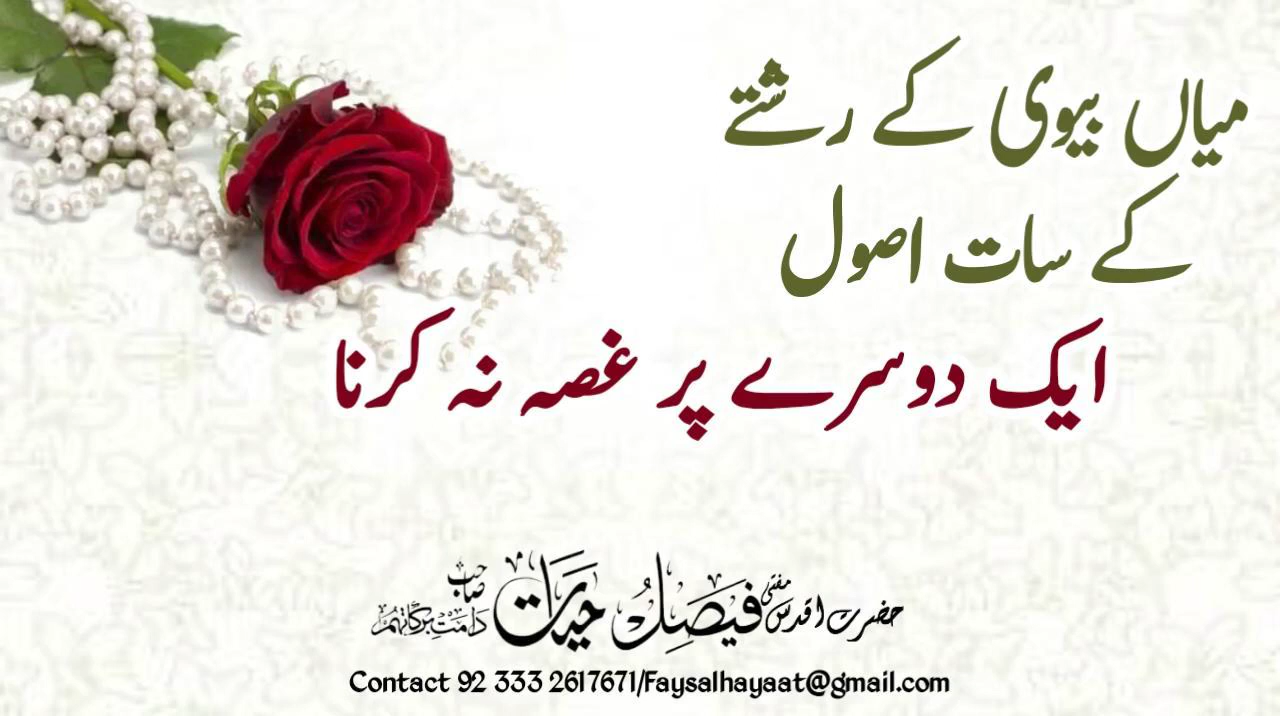 میاں بیوی کے رشتے
کے سات اصول
ایک دوسرے پر غصہ نہ کرنا
حضرت اقدس مفتی فیصل حیات صاحب دامت برکاتہم
Contact 92 333 2617671/Faysalhayaat@gmail.com